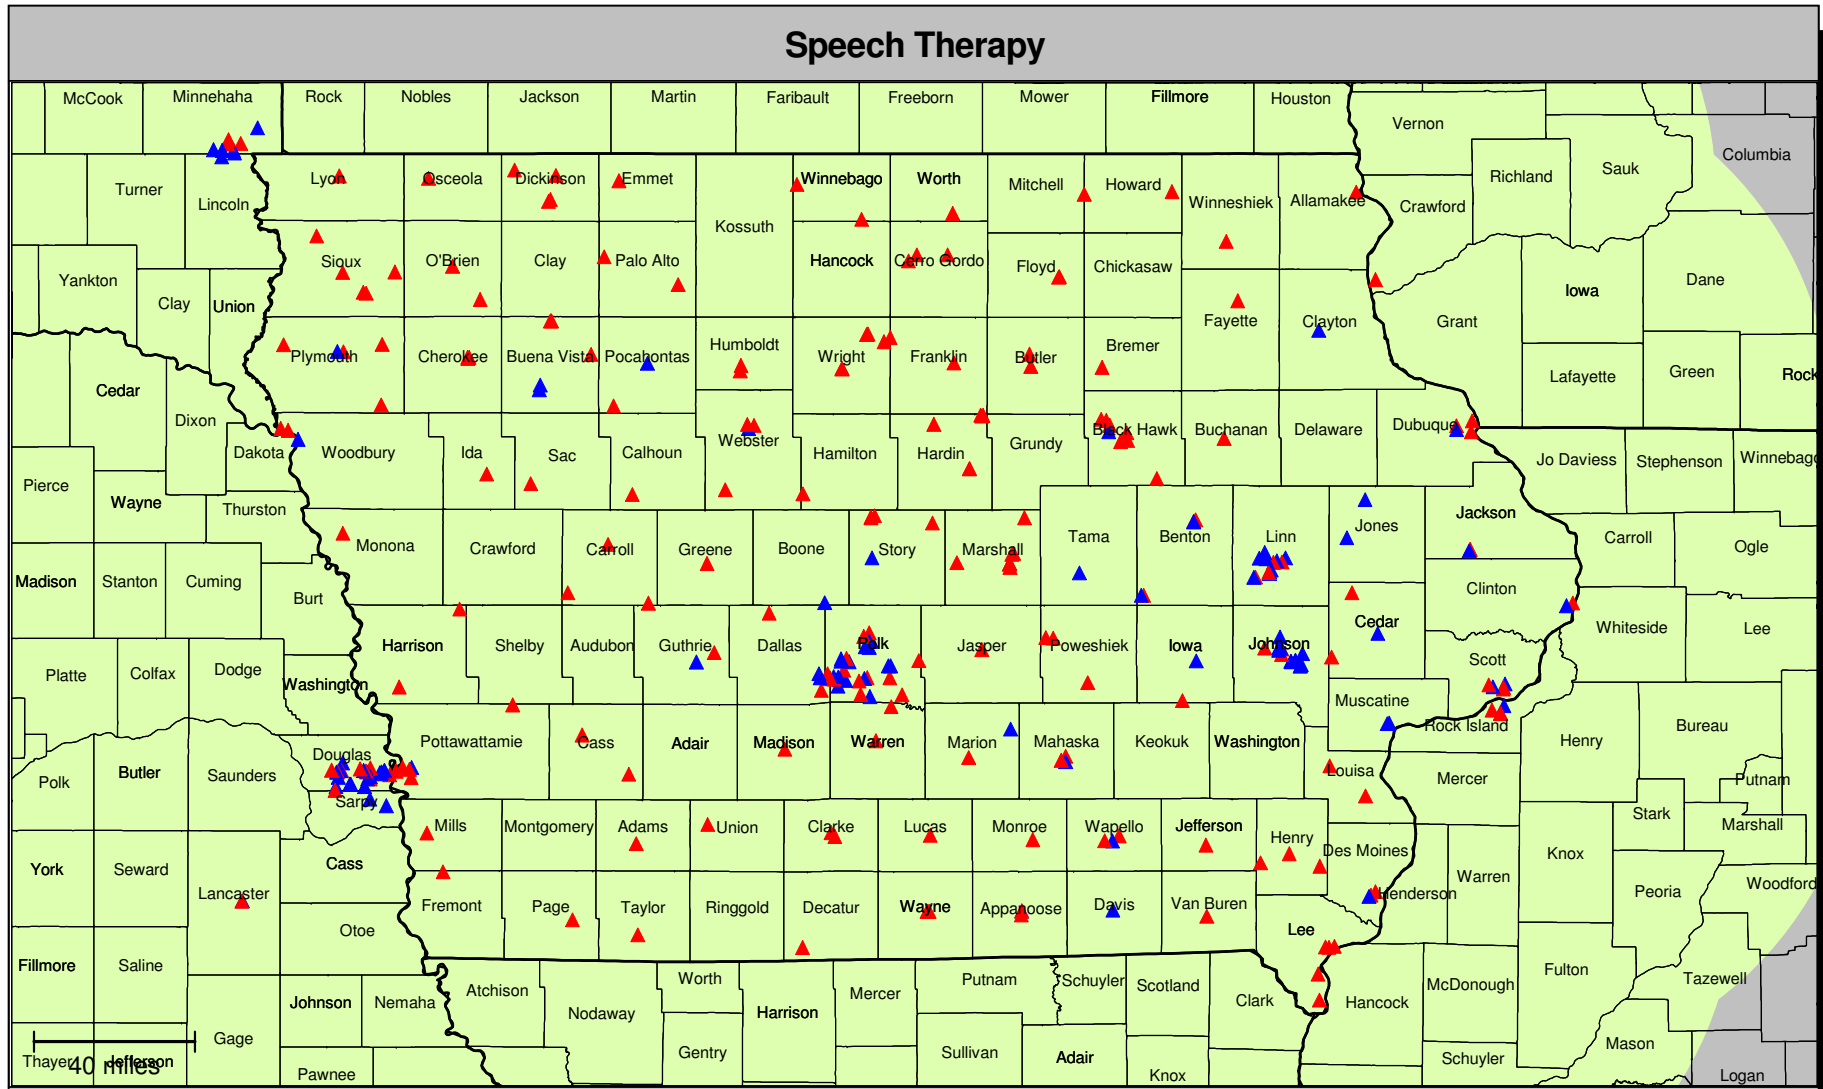 Speech Therapy
McCook Minnehaha Rock Nobles Jackson Martin Faribault Freeborn Mower Fillmore Houston
Vernon
Columbia
Turner Lincoln Lyon Osceola Dickinson Emmet Winnebago Worth Mitchell Howard Winneshiek Allamakee Crawford Richland Sauk
Kossuth
Yankton Clay Union Sioux O'Brien Clay Palo Alto Hancock Cerro Gordo Floyd Chickasaw Iowa Dane
Fayette Clayton Grant
Cedar Dixon Plymouth Cherokee Buena Vista Pocahontas Humboldt Wright Franklin Butler Bremer Lafayette Green Rock
Dakota Woodbury Ida Sac Calhoun Webster Hamilton Hardin Grundy Black Hawk Buchanan Delaware Dubuque Jo Daviess Stephenson Winnebago
Pierce Wayne Thurston
Monona Crawford Carroll Greene Boone Story Marshall Tama Benton Linn Jones Jackson Carroll Ogle
Madison Stanton Cuming Burt Clinton
Harrison Shelby Audubon Guthrie Dallas Polk Jasper Poweshiek Iowa Johnson Cedar Whiteside Lee
Platte Colfax Dodge Washington Scott
Muscatine Rock Island Bureau
Pottawattamie Cass Adair Madison Warren Marion Mahaska Keokuk Washington Henry
Polk Butler Saunders Douglas Louisa Mercer Putnam
Sarpy
Mills Montgomery Adams Union Clarke Lucas Monroe Wapello Jefferson Henry Des Moines Stark Marshall
York Seward Cass Knox
Lancaster Fremont Page Taylor Ringgold Decatur Wayne Appanoose Davis Van Buren Henderson Warren Peoria Woodford
Otoe Lee
Fillmore Saline Fulton Tazewell
Johnson Nemaha Atchison Nodaway Worth Harrison Mercer Putnam Schuyler Scotland Clark Hancock McDonough
Gage Gentry Sullivan Adair Schuyler Mason
Thayer Jefferson
40 miles
Pawnee Knox Logan